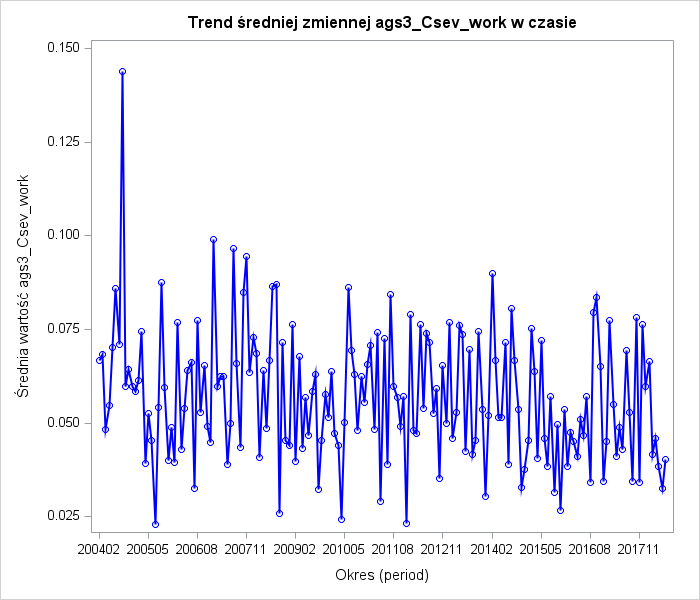 Trend średniej zmiennej ags3_Csev_work w czasie
Średnia wartość ags3_Csev_work
0.150
0.125
0.100
0.075
0.050
0.025
200402 200505 200608 200711 200902 201005 201108 201211 201402 201505 201608 201711
Okres (period)